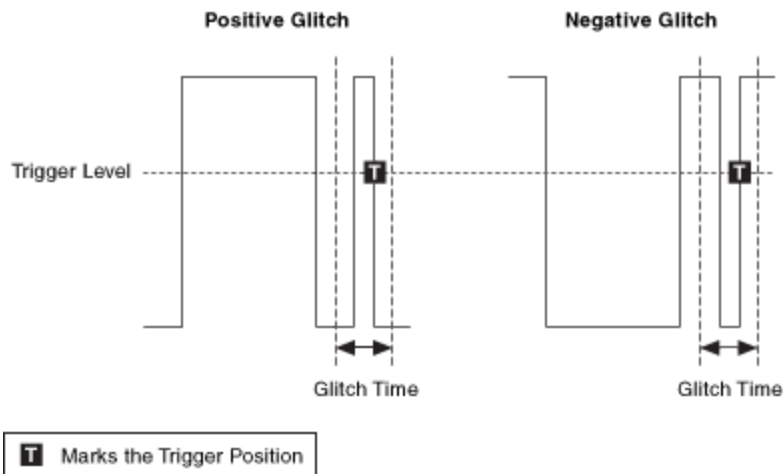 Positive Glitch
Negative Glitch
Trigger Level
T
T
Glitch Time
Glitch Time
T Marks the Trigger Position